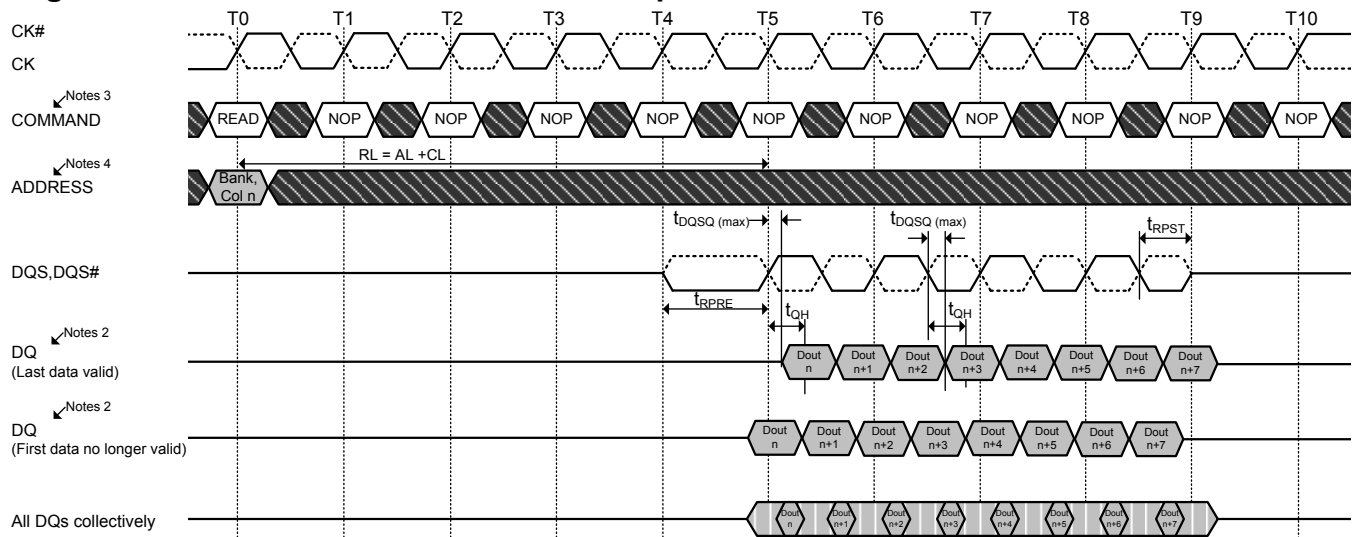 T0 T1 T2 T3 T4 T5 T6 T7 T8 T9 T10
CK#
CK
Notes 3
COMMAND
READ NOP NOP NOP NOP NOP NOP NOP NOP NOP NOP
RL = AL +CL
Notes 4
ADDRESS
Bank,
Col n
tDQSQ (max) tDQSQ (max) tRPST
DQS,DQS#
tRPRE tQH tQH
Notes 2
DQ
(Last data valid)
Dout Dout Dout Dout Dout Dout Dout Dout
n n+1 n+2 n+3 n+4 n+5 n+6 n+7
Notes 2
DQ
(First data no longer valid)
Dout Dout Dout Dout Dout Dout Dout Dout
n n+1 n+2 n+3 n+4 n+5 n+6 n+7
All DQs collectively
Dout Dout Dout Dout Dout Dout Dout Dout
n n+1 n+2 n+3 n+4 n+5 n+6 n+7